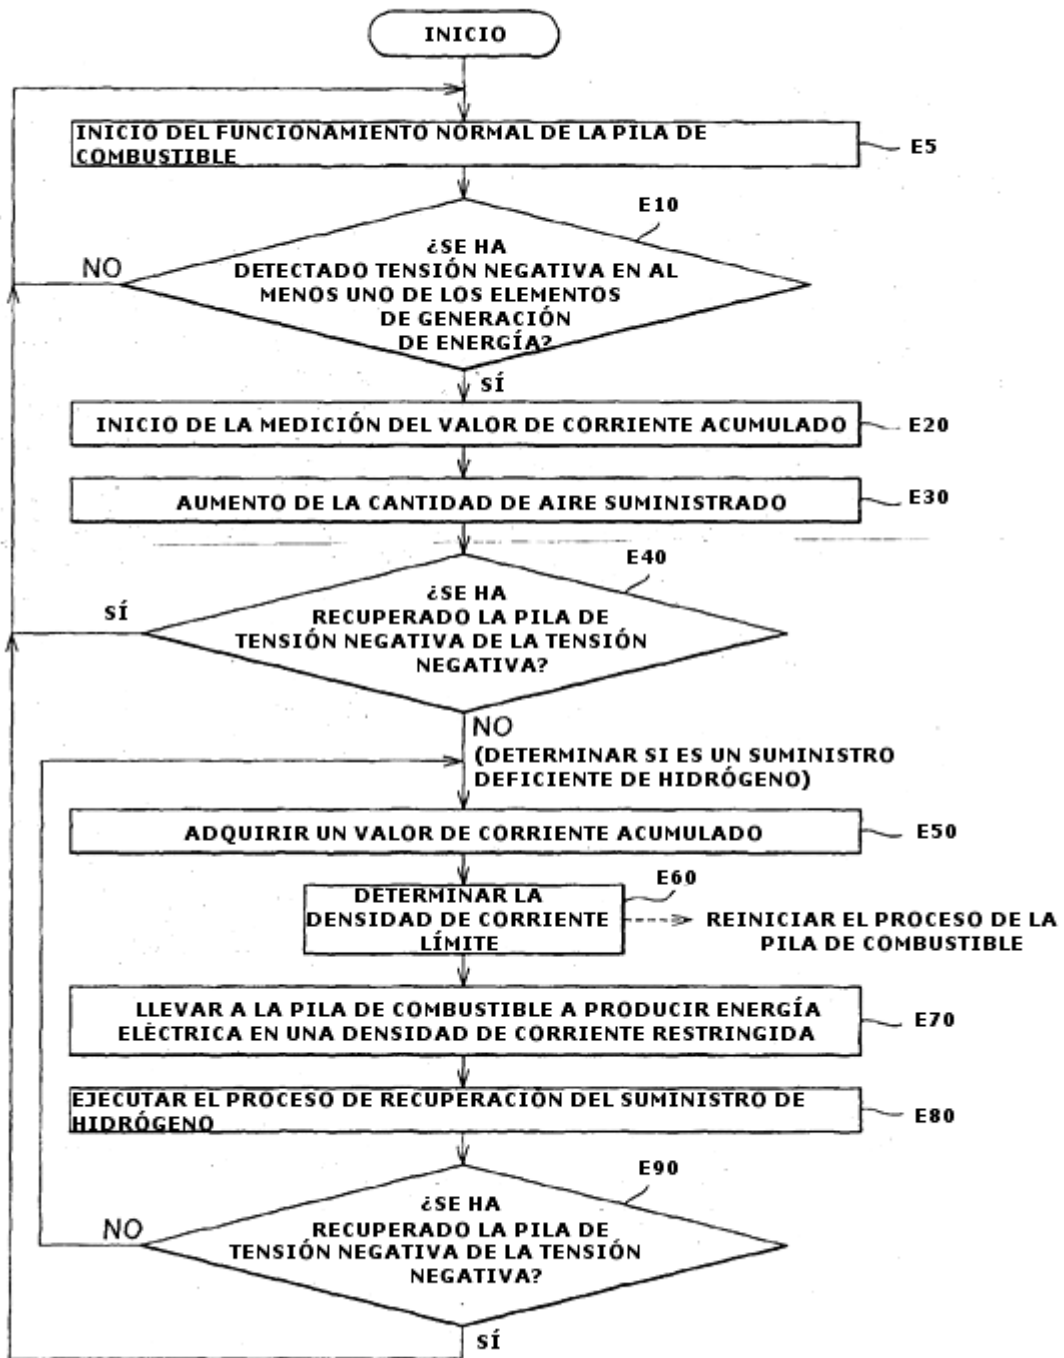 INICIO
INICIO DEL FUNCIONAMIENTO NORMAL DE LA PILA DE
COMBUSTIBLE
E5
E10
¿SE HA
DETECTADO TENSIÓN NEGATIVA EN AL
MENOS UNO DE LOS ELEMENTOS
DE GENERACIÓN
DE ENERGÍA?
NO
SÍ
INICIO DE LA MEDICIÓN DEL VALOR DE CORRIENTE ACUMULADO
E20
AUMENTO DE LA CANTIDAD DE AIRE SUMINISTRADO
E30
E40
¿SE HA
RECUPERADO LA PILA DE
TENSIÓN NEGATIVA DE LA TENSIÓN
NEGATIVA?
SÍ
NO
(DETERMINAR SI ES UN SUMINISTRO
DEFICIENTE DE HIDRÓGENO)
ADQUIRIR UN VALOR DE CORRIENTE ACUMULADO
E50
E60
DETERMINAR LA
DENSIDAD DE CORRIENTE
LÍMITE
REINICIAR EL PROCESO DE LA
PILA DE COMBUSTIBLE
LLEVAR A LA PILA DE COMBUSTIBLE A PRODUCIR ENERGÍA
ELÉCTRICA EN UNA DENSIDAD DE CORRIENTE RESTRINGIDA
E70
EJECUTAR EL PROCESO DE RECUPERACIÓN DEL SUMINISTRO DE
HIDRÓGENO
E80
E90
¿SE HA
RECUPERADO LA PILA DE
TENSIÓN NEGATIVA DE LA TENSIÓN
NEGATIVA?
NO
SÍ